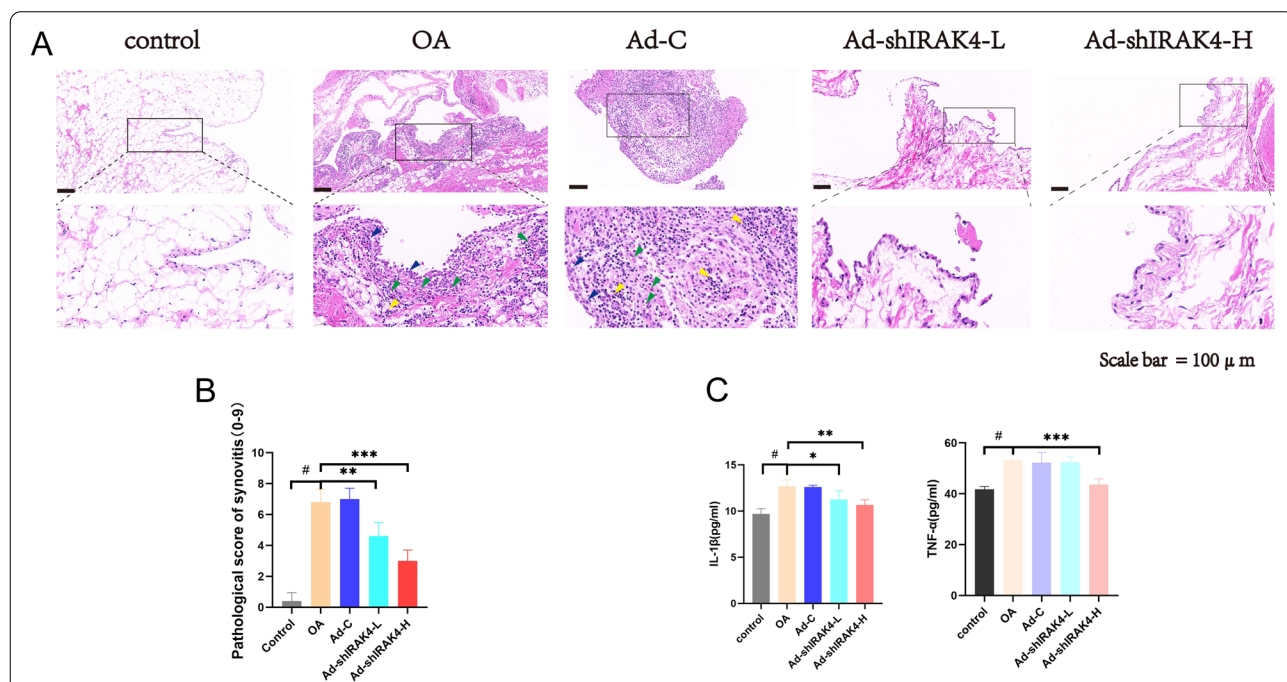 A
control OA Ad-C Ad-shIRAK4-L Ad-shIRAK4-H
Scale bar = 100 μ m
B
Pathological score of synovitis(0-9)
10
8
6
4
2
0
#
**
***
Control
OA
Ad-C
Ad-shIRAK4-L
Ad-shIRAK4-H
C
IL-1β(pg/ml)
15
10
5
0
#
*
**
control
OA
Ad-C
Ad-shIRAK4-L
Ad-shIRAK4-H
TNF-α(pg/ml)
60
40
20
0
#
***
control
OA
Ad-C
Ad-shIRAK4-L
Ad-shIRAK4-H